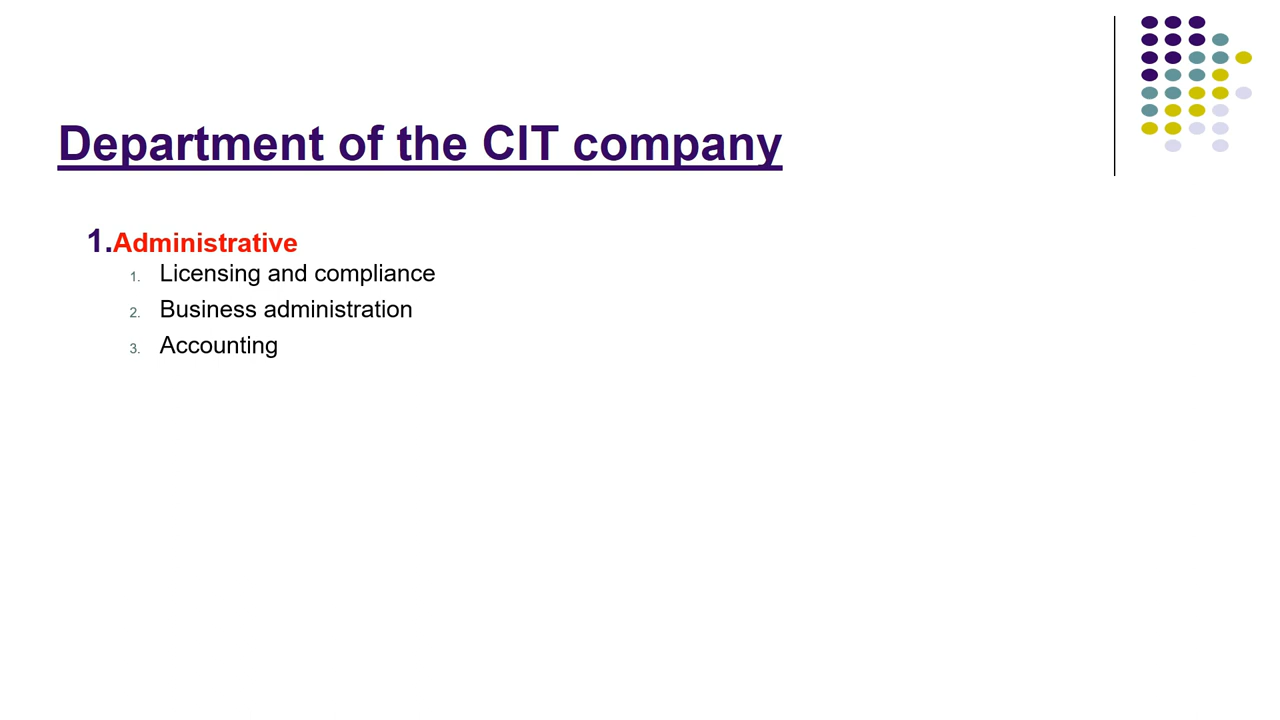 Department of the CIT company
1.Administrative
1. Licensing and compliance
2. Business administration
3. Accounting